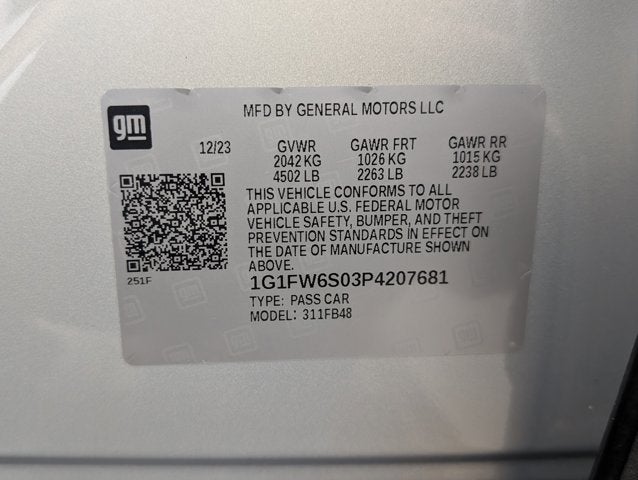 gm
MFD BY GENERAL MOTORS LLC
12/23 GVWR GAWR FRT GAWR RR
2042 KG 1026 KG 1015 KG
4502 LB 2263 LB 2238 LB
THIS VEHICLE CONFORMS TO ALL
APPLICABLE U.S. FEDERAL MOTOR
VEHICLE SAFETY, BUMPER, AND THEFT
PREVENTION STANDARDS IN EFFECT ON
THE DATE OF MANUFACTURE SHOWN
ABOVE.
251F
1G1FW6S03P4207681
TYPE: PASS CAR
MODEL: 311FB48